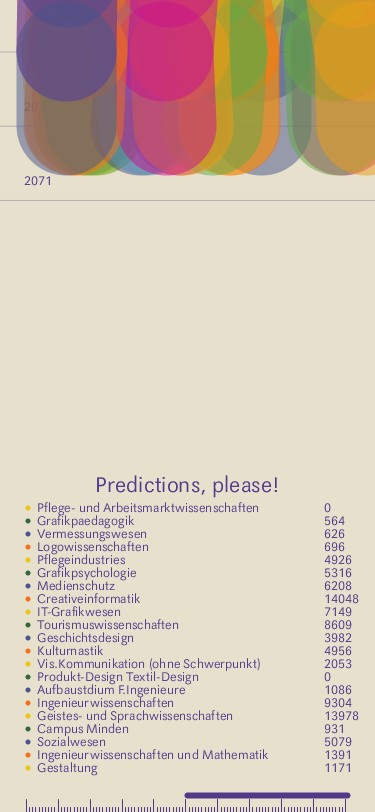 2071
Predictions, please!
Pflege- und Arbeitsmarktwissenschaften 0
Grafikpaedagogik 564
Vermessungswesen 626
Logowissenschaften 696
Pflegeindustries 4926
Grafikpsychologie 5316
Medienschutz 6208
Creativeinformatik 14048
IT-Grafikwesen 7149
Tourismuswissenschaften 8609
Geschichtsdesign 3982
Kulturnastik 4956
Vis.Kommunikation (ohne Schwerpunkt) 2053
Produkt-Design Textil-Design 0
Aufbaustdium F.Ingenieure 1086
Ingenieurwissenschaften 9304
Geistes- und Sprachwissenschaften 13978
Campus Minden 931
Sozialwesen 5079
Ingenieurwissenschaften und Mathematik 1391
Gestaltung 1171